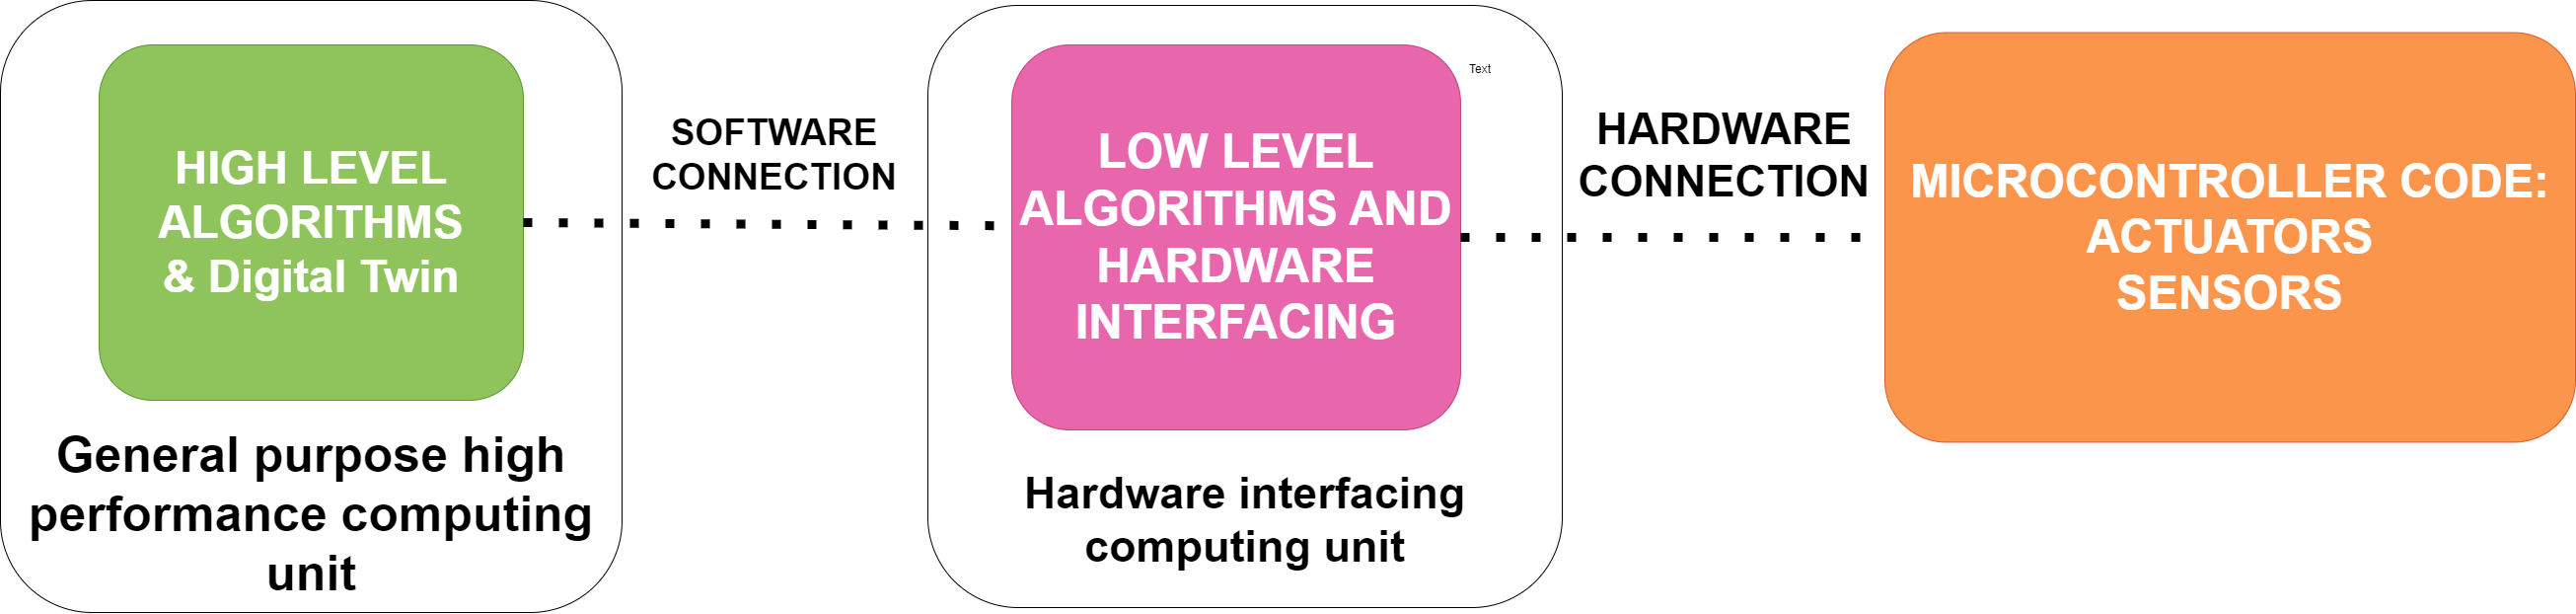 HIGH LEVEL
ALGORITHMS
& Digital Twin
General purpose high
performance computing
unit
SOFTWARE
CONNECTION
Text
LOW LEVEL
ALGORITHMS AND
HARDWARE
INTERFACING
Hardware interfacing
computing unit
HARDWARE
CONNECTION
MICROCONTROLLER CODE:
ACTUATORS
SENSORS